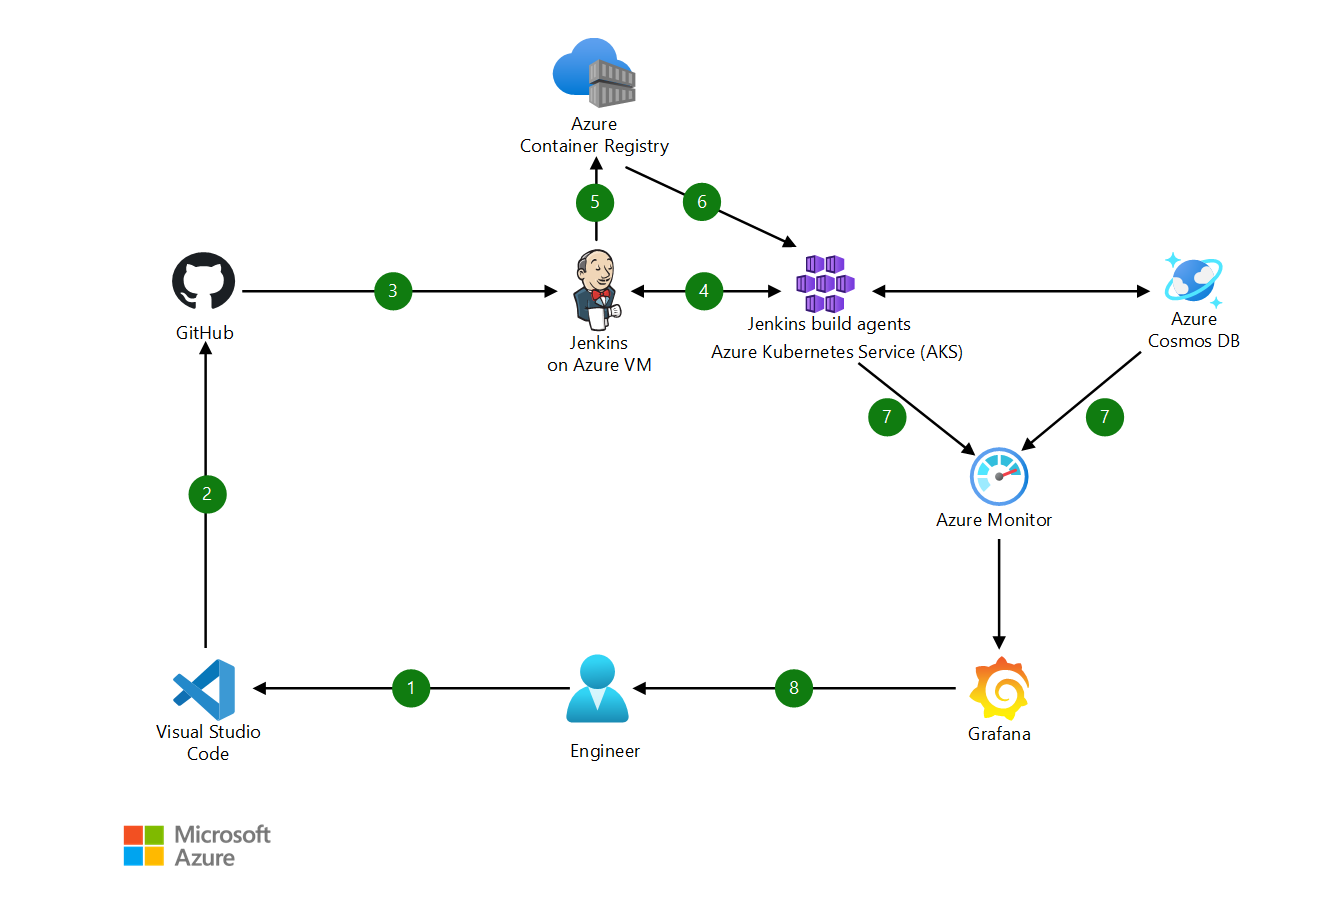 Azure
Container Registry
5
6
GitHub
3
4
Jenkins
on Azure VM
Jenkins build agents
Azure Kubernetes Service (AKS)
Azure
Cosmos DB
7
7
2
Azure Monitor
1
8
Visual Studio
Code
Engineer
Grafana
Microsoft
Azure